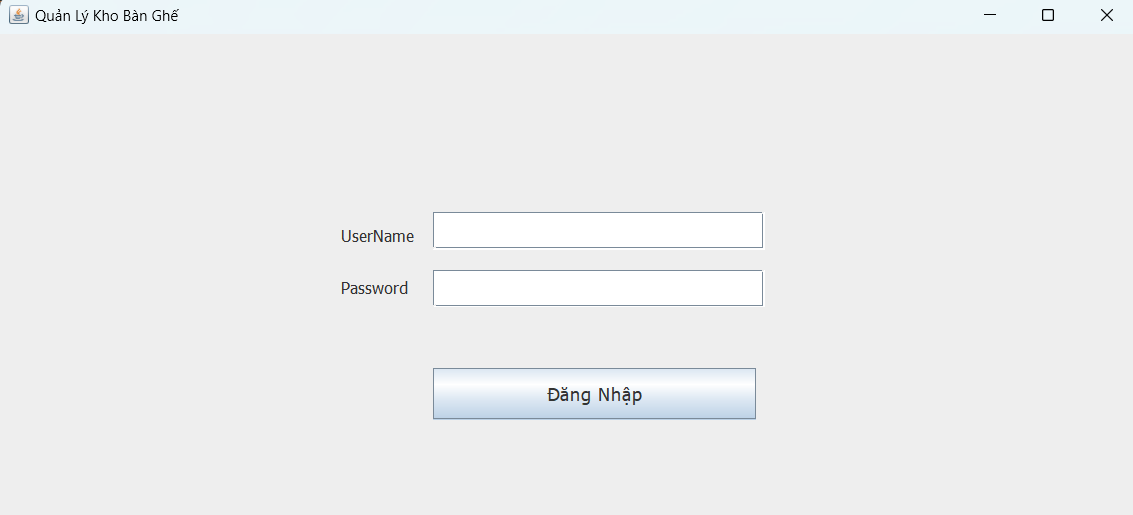 Quản Lý Kho Bàn Ghế
UserName
Password
Đăng Nhập